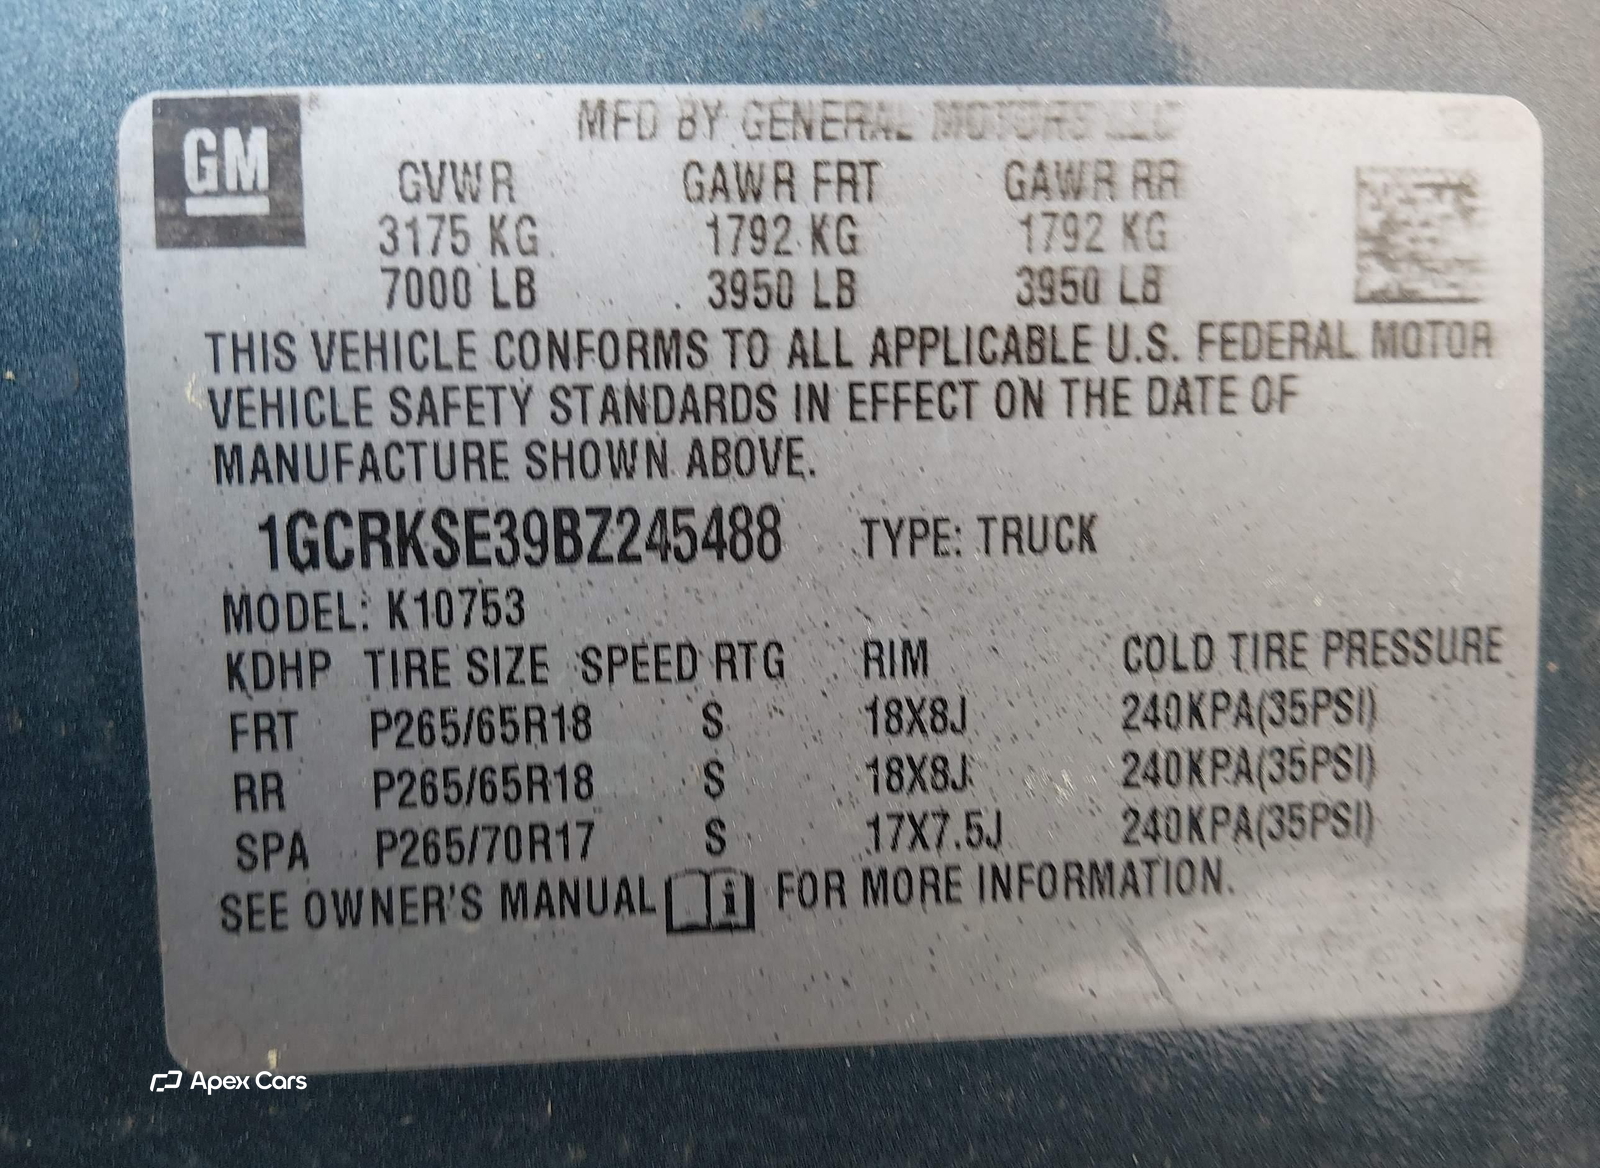 GM
MFD BY GENERAL MOTORS LLC
GVWR GAWR FRT GAWR RR
3175 KG 1792 KG 1792 KG
7000 LB 3950 LB 3950 LB
THIS VEHICLE CONFORMS TO ALL APPLICABLE U.S. FEDERAL MOTOR
VEHICLE SAFETY STANDARDS IN EFFECT ON THE DATE OF
MANUFACTURE SHOWN ABOVE.
1GCRKSE39BZ245488 TYPE: TRUCK
MODEL: K10753
KDHP TIRE SIZE SPEED RTG RIM COLD TIRE PRESSURE
FRT P265/65R18 S 18X8J 240KPA(35PSI)
RR P265/65R18 S 18X8J 240KPA(35PSI)
SPA P265/70R17 S 17X7.5J 240KPA(35PSI)
SEE OWNER'S MANUAL i FOR MORE INFORMATION.
Apex Cars